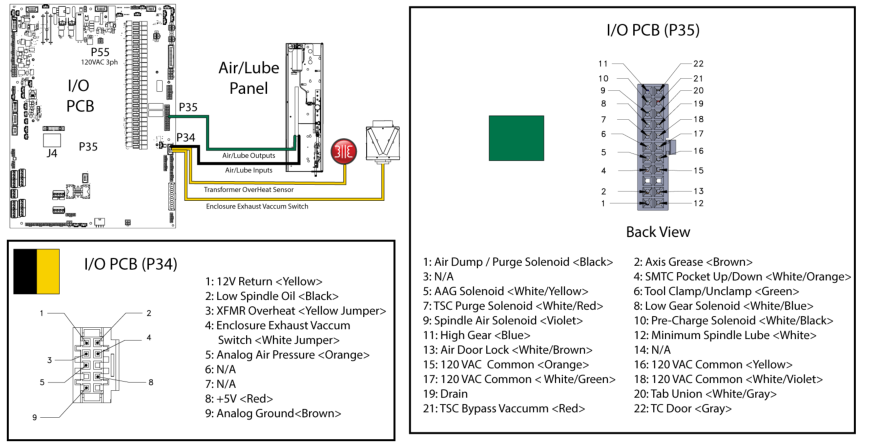 P55
120VAC 3ph
I/O
PCB
P35
J4
P35
P34
Air/Lube
Panel
Air/Lube Outputs
Air/Lube Inputs
Transformer OverHeat Sensor
Enclosure Exhaust Vaccum Switch
I/O PCB (P34)
1
2
3
4
5
8
9
1: 12V Return <Yellow>
2: Low Spindle Oil <Black>
3: XFMR Overheat <Yellow Jumper>
4: Enclosure Exhaust Vaccum
Switch <White Jumper>
5: Analog Air Pressure <Orange>
6: N/A
7: N/A
8: +5V <Red>
9: Analog Ground<Brown>
I/O PCB (P35)
11 22
10 21
9 20
8 19
7 18
6 17
5 16
4 15
2 13
1 12
Back View
1: Air Dump / Purge Solenoid <Black> 2: Axis Grease <Brown>
3: N/A 4: SMTC Pocket Up/Down <White/Orange>
5: AAG Solenoid <White/Yellow> 6: Tool Clamp/Unclamp <Green>
7: TSC Purge Solenoid <White/Red> 8: Low Gear Solenoid <White/Blue>
9: Spindle Air Solenoid <Violet> 10: Pre-Charge Solenoid <White/Black>
11: High Gear <Blue> 12: Minimum Spindle Lube <White>
13: Air Door Lock <White/Brown> 14: N/A
15: 120 VAC Common <Orange> 16: 120 VAC Common <Yellow>
17: 120 VAC Common < White/Green> 18: 120 VAC Common <White/Violet>
19: Drain 20: Tab Union <White/Gray>
21: TSC Bypass Vaccumm <Red> 22: TC Door <Gray>